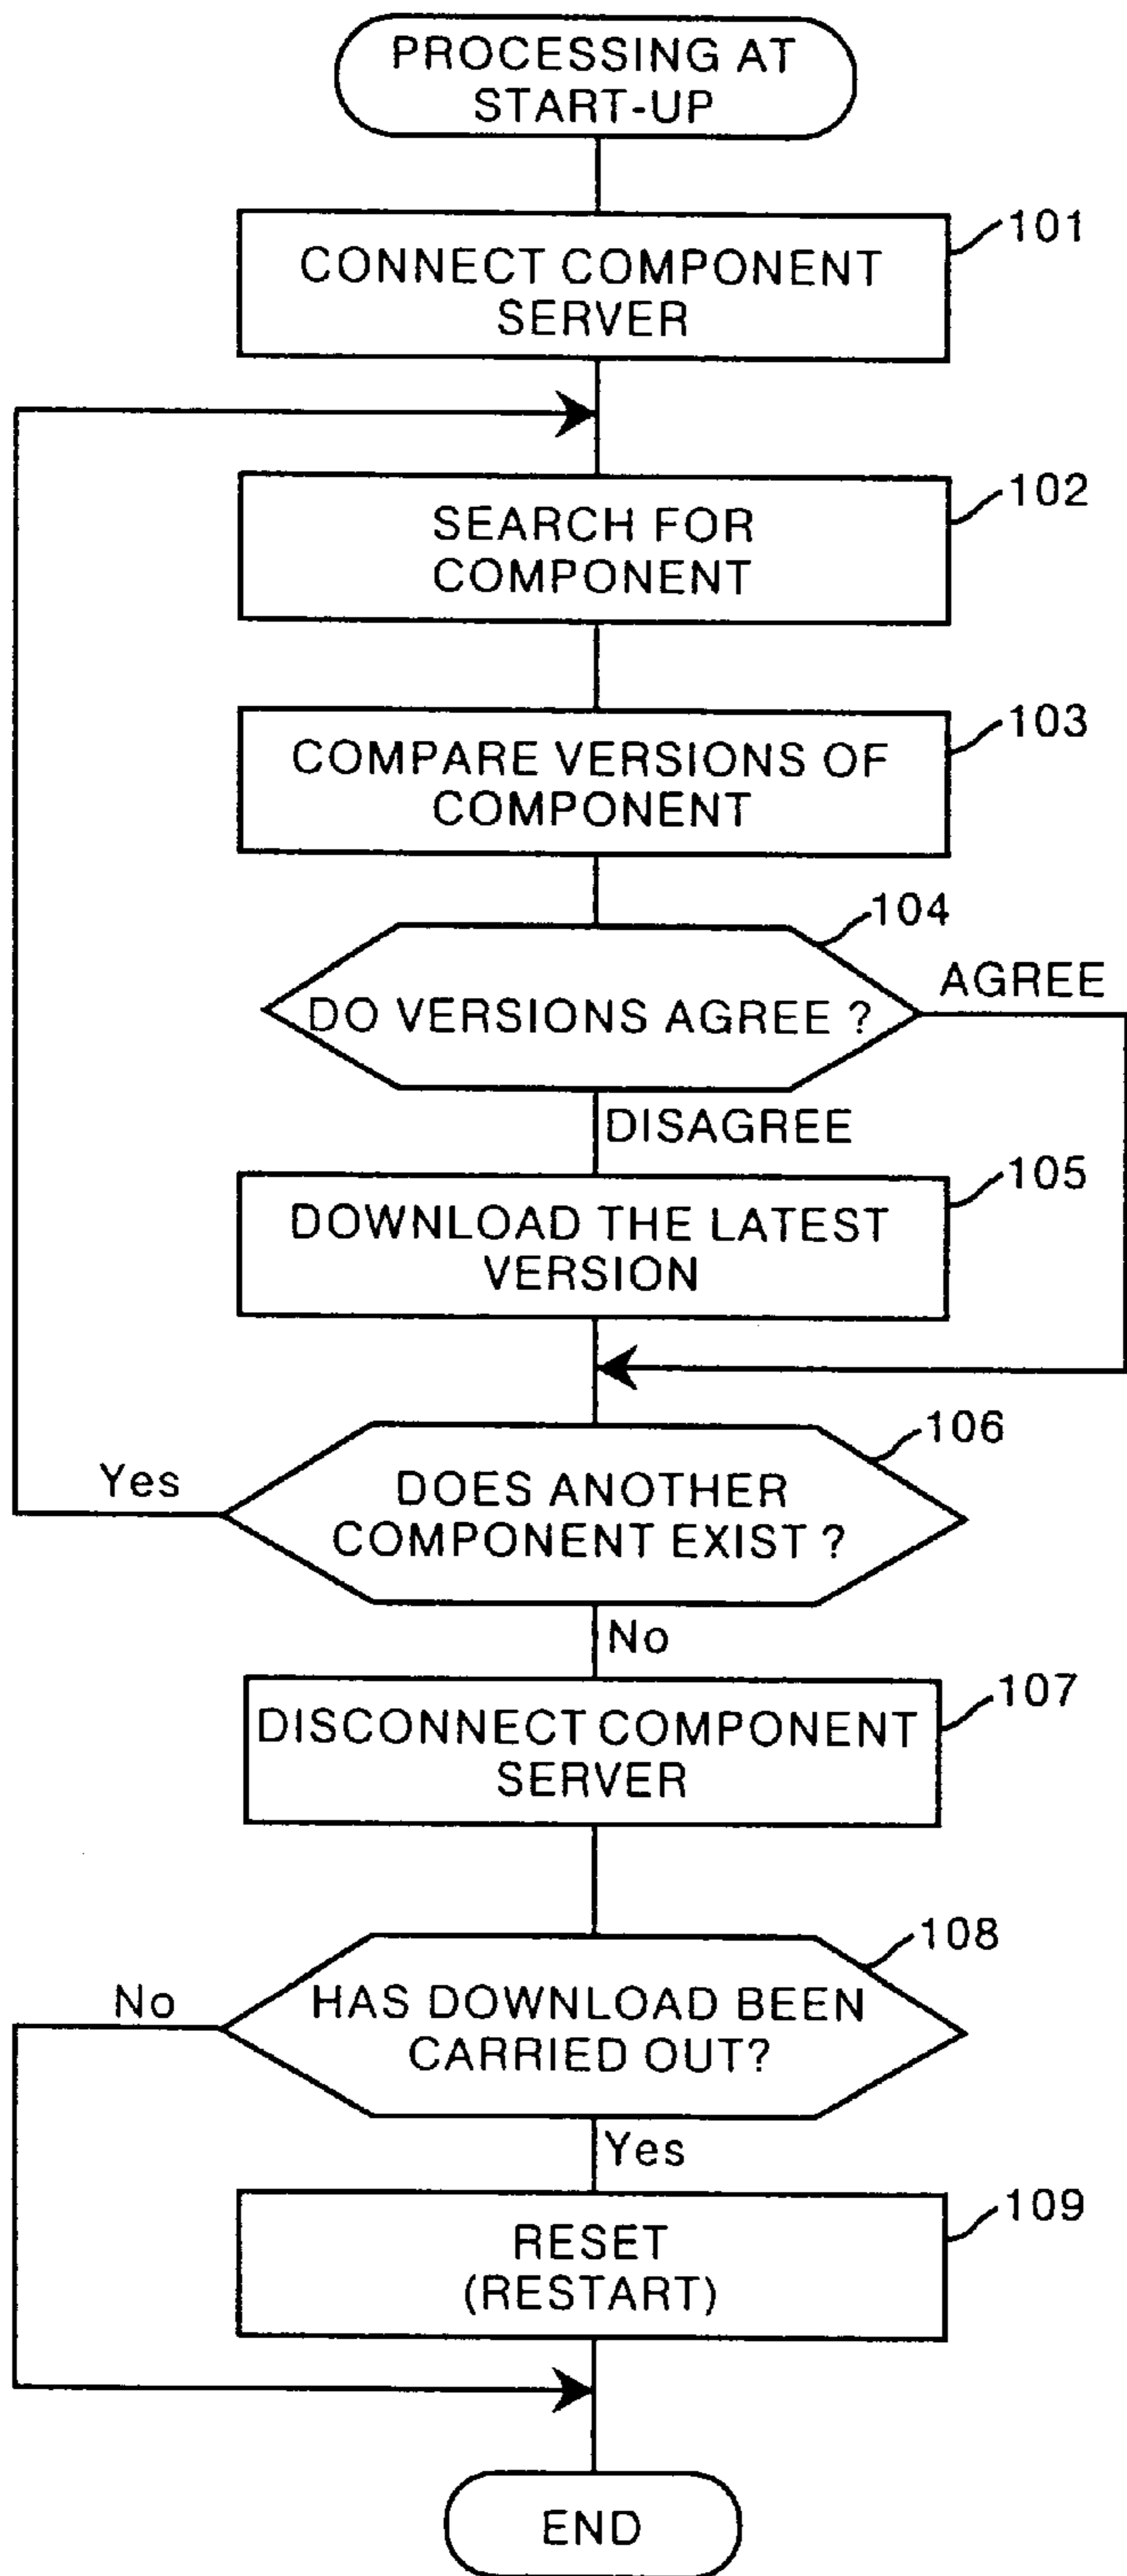 PROCESSING AT
START-UP
101
CONNECT COMPONENT
SERVER
102
SEARCH FOR
COMPONENT
103
COMPARE VERSIONS OF
COMPONENT
104
DO VERSIONS AGREE ?
AGREE
DISAGREE
105
DOWNLOAD THE LATEST
VERSION
106
Yes
DOES ANOTHER
COMPONENT EXIST ?
No
107
DISCONNECT COMPONENT
SERVER
108
No
HAS DOWNLOAD BEEN
CARRIED OUT?
Yes
109
RESET
(RESTART)
END